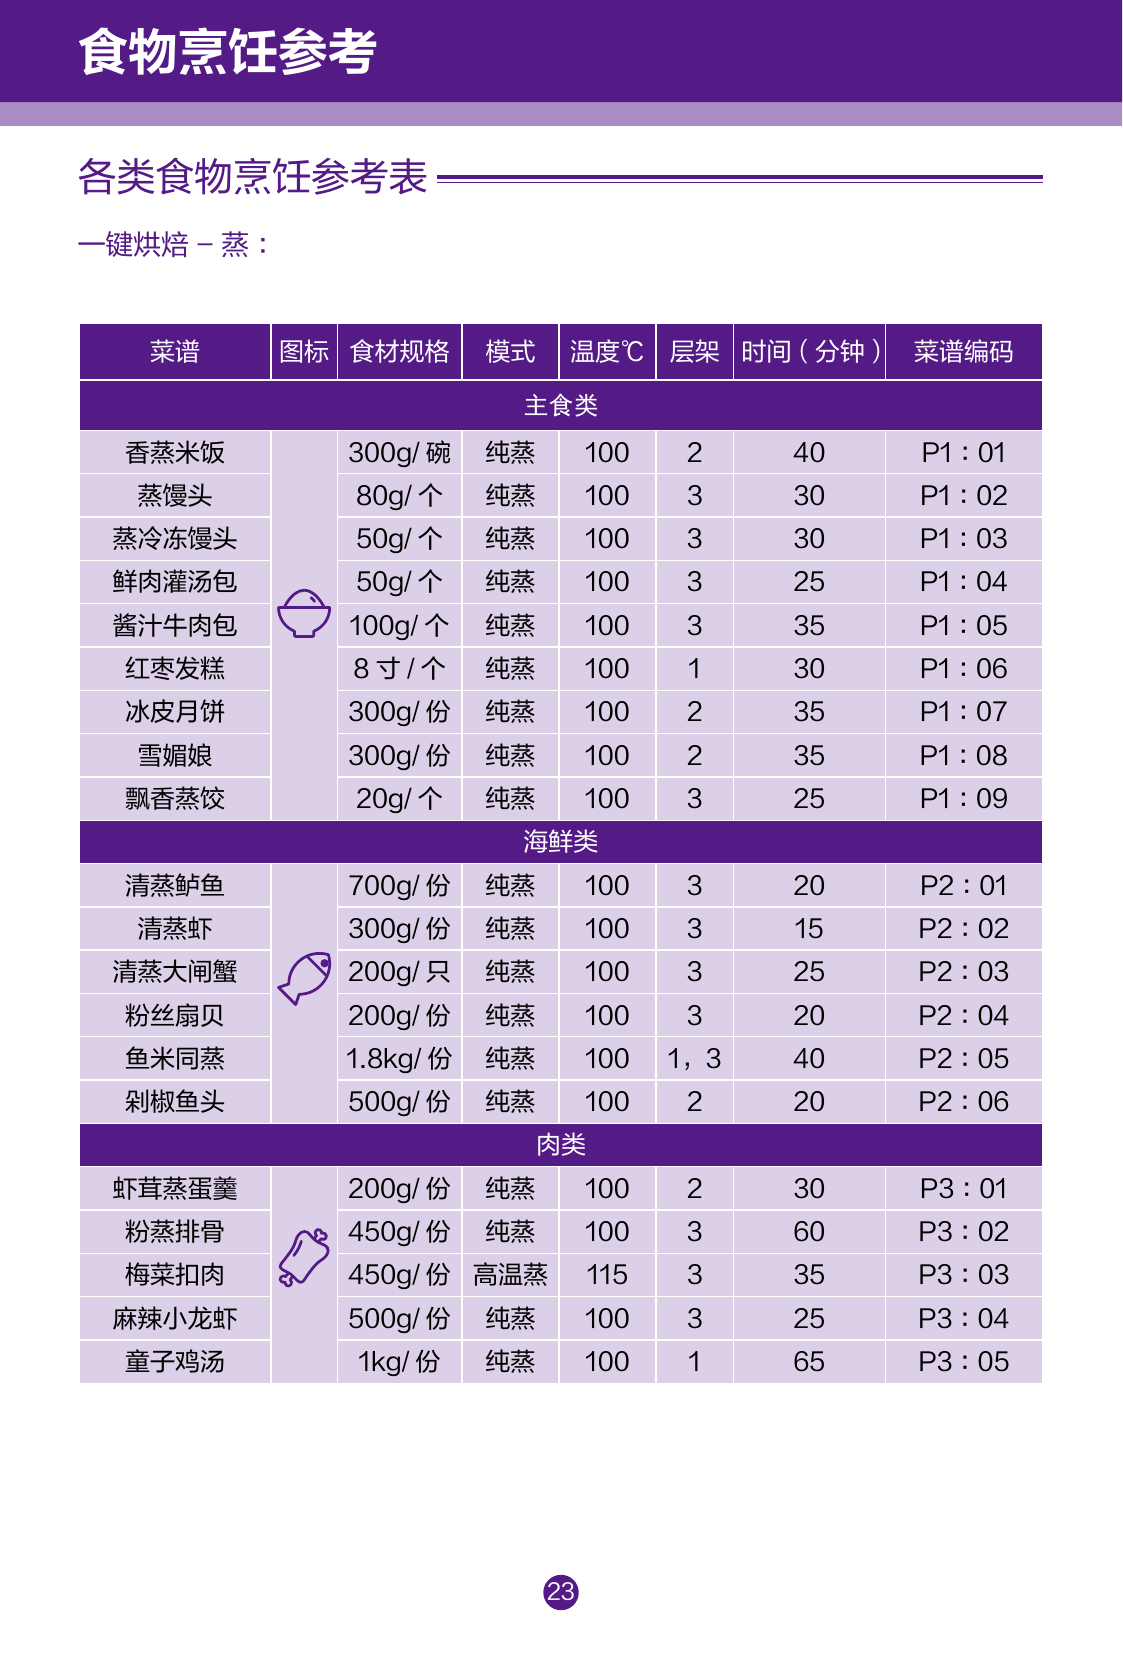 食物烹饪参考
各类食物烹饪参考表
一键烘焙 – 蒸：
菜谱 图标 食材规格 模式 温度℃ 层架 时间（分钟） 菜谱编码
主食类
香蒸米饭 300g/ 碗 纯蒸 100 2 40 P1：01
蒸馒头 80g/ 个 纯蒸 100 3 30 P1：02
蒸冷冻馒头 50g/ 个 纯蒸 100 3 30 P1：03
鲜肉灌汤包 50g/ 个 纯蒸 100 3 25 P1：04
酱汁牛肉包 100g/ 个 纯蒸 100 3 35 P1：05
红枣发糕 8 寸 / 个 纯蒸 100 1 30 P1：06
冰皮月饼 300g/ 份 纯蒸 100 2 35 P1：07
雪媚娘 300g/ 份 纯蒸 100 2 35 P1：08
飘香蒸饺 20g/ 个 纯蒸 100 3 25 P1：09
海鲜类
清蒸鲈鱼 700g/ 份 纯蒸 100 3 20 P2：01
清蒸虾 300g/ 份 纯蒸 100 3 15 P2：02
清蒸大闸蟹 200g/ 只 纯蒸 100 3 25 P2：03
粉丝扇贝 200g/ 份 纯蒸 100 3 20 P2：04
鱼米同蒸 1.8kg/ 份 纯蒸 100 1，3 40 P2：05
剁椒鱼头 500g/ 份 纯蒸 100 2 20 P2：06
肉类
虾茸蒸蛋羹 200g/ 份 纯蒸 100 2 30 P3：01
粉蒸排骨 450g/ 份 纯蒸 100 3 60 P3：02
梅菜扣肉 450g/ 份 高温蒸 115 3 35 P3：03
麻辣小龙虾 500g/ 份 纯蒸 100 3 25 P3：04
童子鸡汤 1kg/ 份 纯蒸 100 1 65 P3：05
23